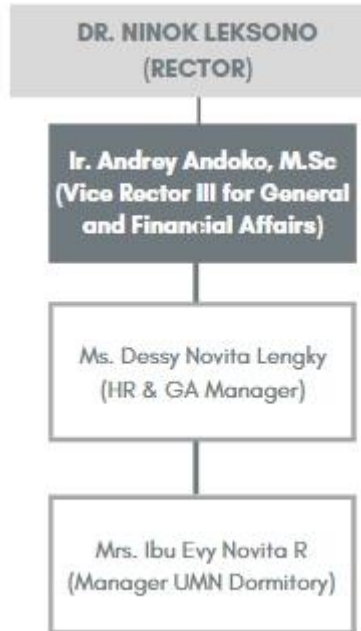 DR. NINOK LEKSONO
(RECTOR)
Ir. Andrey Andoko, M.Sc
(Vice Rector III for General
and Financial Affairs)
Ms. Dessy Novita Lengky
(HR & GA Manager)
Mrs. Ibu Evy Novita R
(Manager UMN Dormitory)